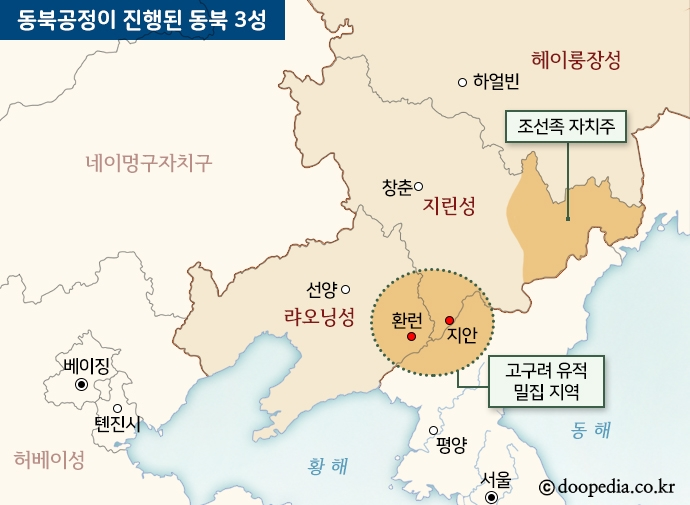 동북공정이 진행된 동북 3성
헤이룽장성
하얼빈
조선족 자치주
네이멍구자치구
창춘
지린성
선양
랴오닝성
환런
지안
베이징
고구려 유적
밀집 지역
톈진시
동해
평양
허베이성
황해
서울
ⓒ doopedia.co.kr